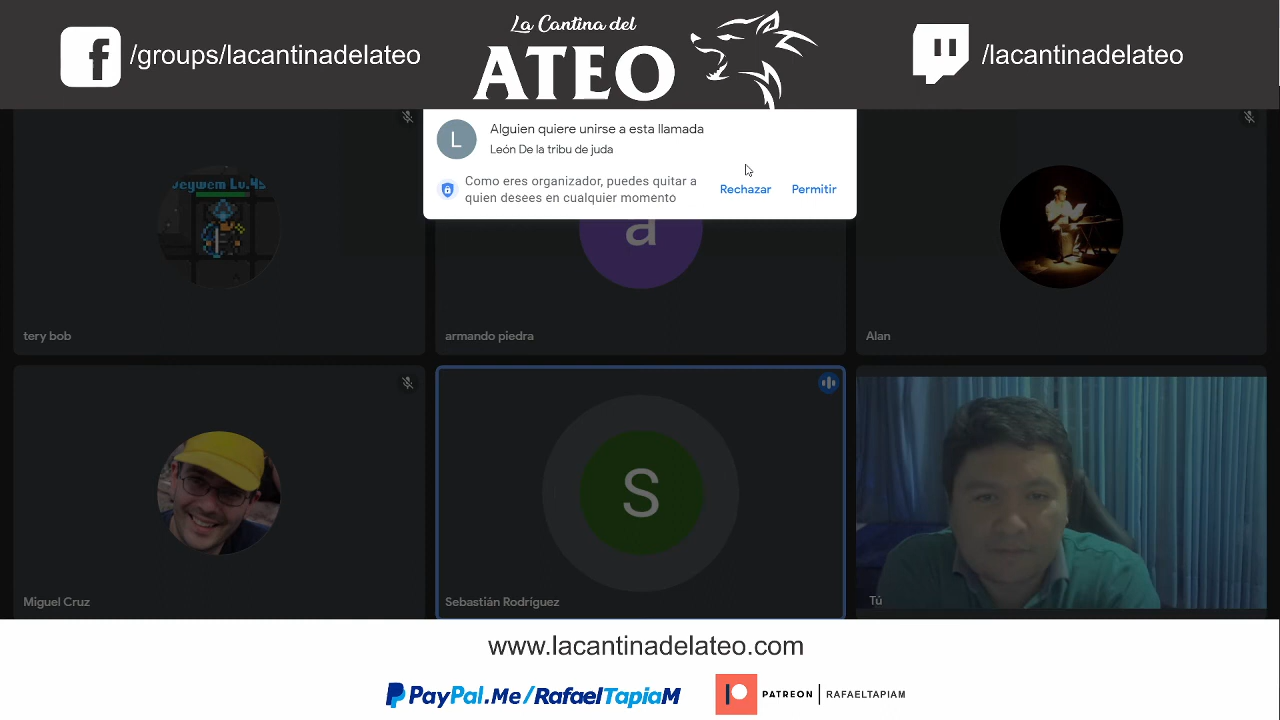 La Cantina del
/groups/lacantinadelateo
ATEO
/lacantinadelateo
L
Alguien quiere unirse a esta llamada
León De la tribu de juda
Como eres organizador, puedes quitar a
quien desees en cualquier momento
Rechazar
Permitir
a
tery bob
armando piedra
Alan
S
Miguel Cruz
Sebastián Rodríguez
Tú
www.lacantinadelateo.com
PayPal.Me/RafaelTapiaM
PATREON | RAFAELTAPIAM